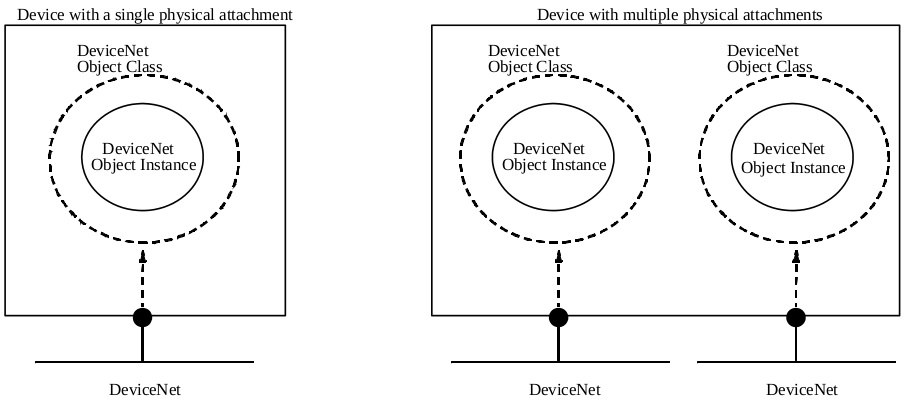 Device with a single physical attachment
DeviceNet
Object Class
DeviceNet
Object Instance
DeviceNet
Device with multiple physical attachments
DeviceNet
Object Class
DeviceNet
Object Instance
DeviceNet
DeviceNet
Object Class
DeviceNet
Object Instance
DeviceNet